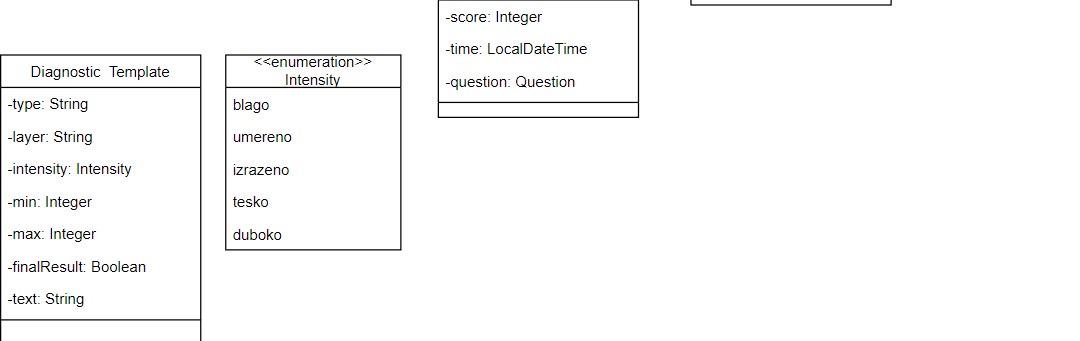 -score: Integer
-time: LocalDateTime
-question: Question
Diagnostic Template
-type: String
-layer: String
-intensity: Intensity
-min: Integer
-max: Integer
-finalResult: Boolean
-text: String
<<enumeration>>
Intensity
blago
umereno
izrazeno
tesko
duboko